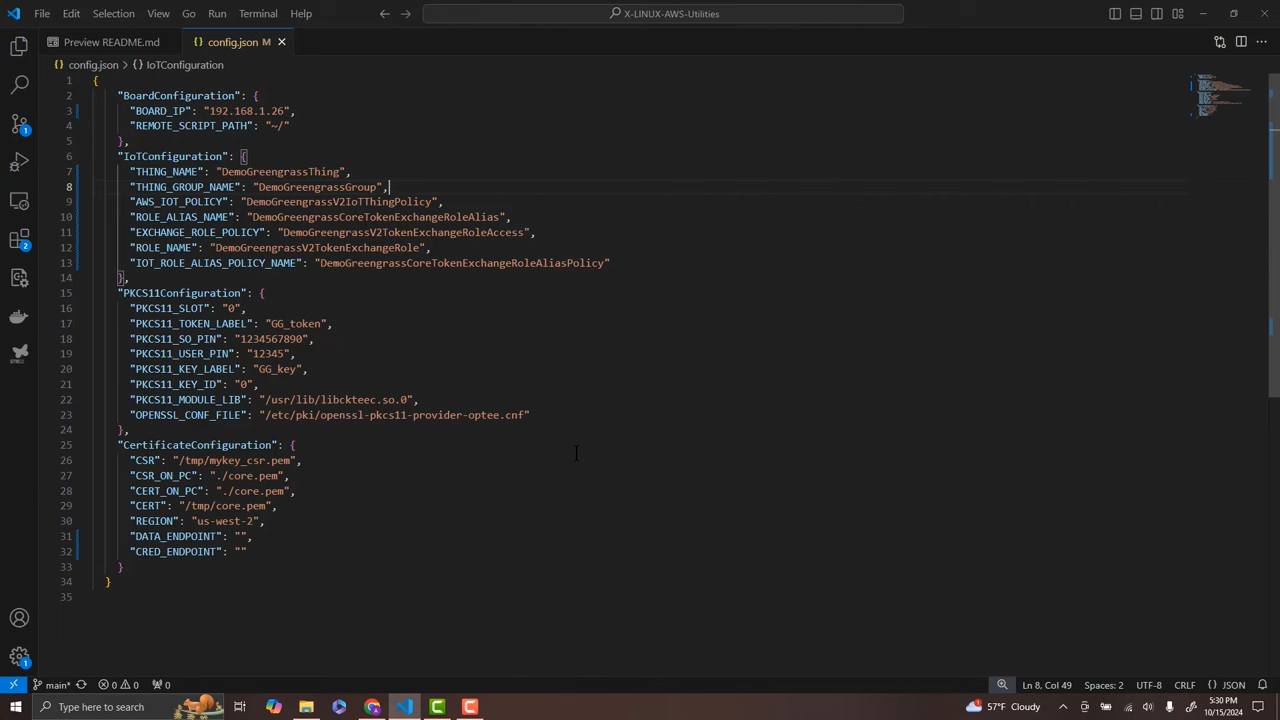 File Edit Selection View Go Run Terminal Help
X-LINUX-AWS-Utilities
Preview README.md
config.json M
config.json > {} IoTConfiguration
1 {
2 "BoardConfiguration": {
3 "BOARD_IP": "192.168.1.26",
4 "REMOTE_SCRIPT_PATH": "~/"
5 },
6 "IoTConfiguration": {
7 "THING_NAME": "DemoGreengrassThing",
8 "THING_GROUP_NAME": "DemoGreengrassGroup",
9 "AWS_IOT_POLICY": "DemoGreengrassV2IoTThingPolicy",
10 "ROLE_ALIAS_NAME": "DemoGreengrassCoreTokenExchangeRoleAlias",
11 "EXCHANGE_ROLE_POLICY": "DemoGreengrassV2TokenExchangeRoleAccess",
12 "ROLE_NAME": "DemoGreengrassV2TokenExchangeRole",
13 "IOT_ROLE_ALIAS_POLICY_NAME": "DemoGreengrassCoreTokenExchangeRoleAliasPolicy"
14 },
15 "PKCS11Configuration": {
16 "PKCS11_SLOT": "0",
17 "PKCS11_TOKEN_LABEL": "GG_token",
18 "PKCS11_SO_PIN": "1234567890",
19 "PKCS11_USER_PIN": "12345",
20 "PKCS11_KEY_LABEL": "GG_key",
21 "PKCS11_KEY_ID": "0",
22 "PKCS11_MODULE_LIB": "/usr/lib/libckteec.so.0",
23 "OPENSSL_CONF_FILE": "/etc/pki/openssl-pkcs11-provider-optee.cnf"
24 },
25 "CertificateConfiguration": {
26 "CSR": "/tmp/mykey_csr.pem",
27 "CSR_ON_PC": "./core.pem",
28 "CERT_ON_PC": "./core.pem",
29 "CERT": "/tmp/core.pem",
30 "REGION": "us-west-2",
31 "DATA_ENDPOINT": "",
32 "CRED_ENDPOINT": ""
33 }
34 }
35
1
2
1
main* 0 0 0
Ln 8, Col 49 Spaces: 2 UTF-8 CRLF {} JSON
Type here to search
57°F Cloudy
5:30 PM
10/15/2024